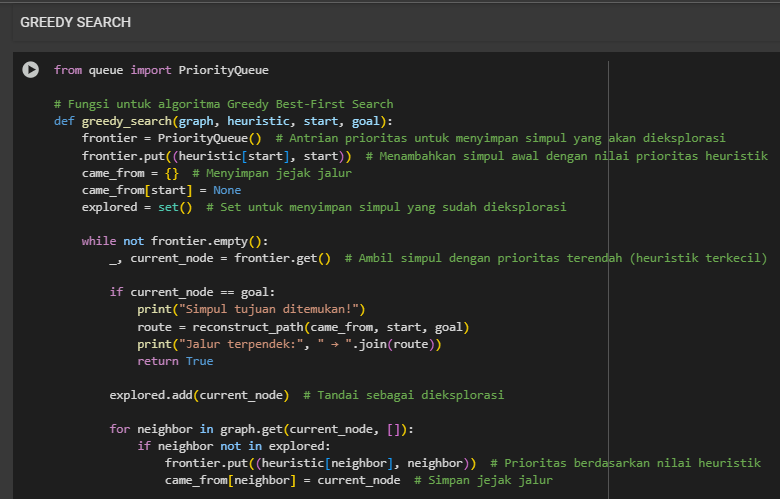 GREEDY SEARCH
from queue import PriorityQueue
# Fungsi untuk algoritma Greedy Best-First Search
def greedy_search(graph, heuristic, start, goal):
    frontier = PriorityQueue()  # Antrian prioritas untuk menyimpan simpul yang akan dieksplorasi
    frontier.put((heuristic[start], start))  # Menambahkan simpul awal dengan nilai prioritas heuristik
    came_from = {}  # Menyimpan jejak jalur
    came_from[start] = None
    explored = set()  # Set untuk menyimpan simpul yang sudah dieksplorasi
    while not frontier.empty():
        _, current_node = frontier.get()  # Ambil simpul dengan prioritas terendah (heuristik terkecil)
        if current_node == goal:
            print("Simpul tujuan ditemukan!")
            route = reconstruct_path(came_from, start, goal)
            print("Jalur terpendek:", " → ".join(route))
            return True
        explored.add(current_node)  # Tandai sebagai dieksplorasi
        for neighbor in graph.get(current_node, []):
            if neighbor not in explored:
                frontier.put((heuristic[neighbor], neighbor))  # Prioritas berdasarkan nilai heuristik
                came_from[neighbor] = current_node  # Simpan jejak jalur